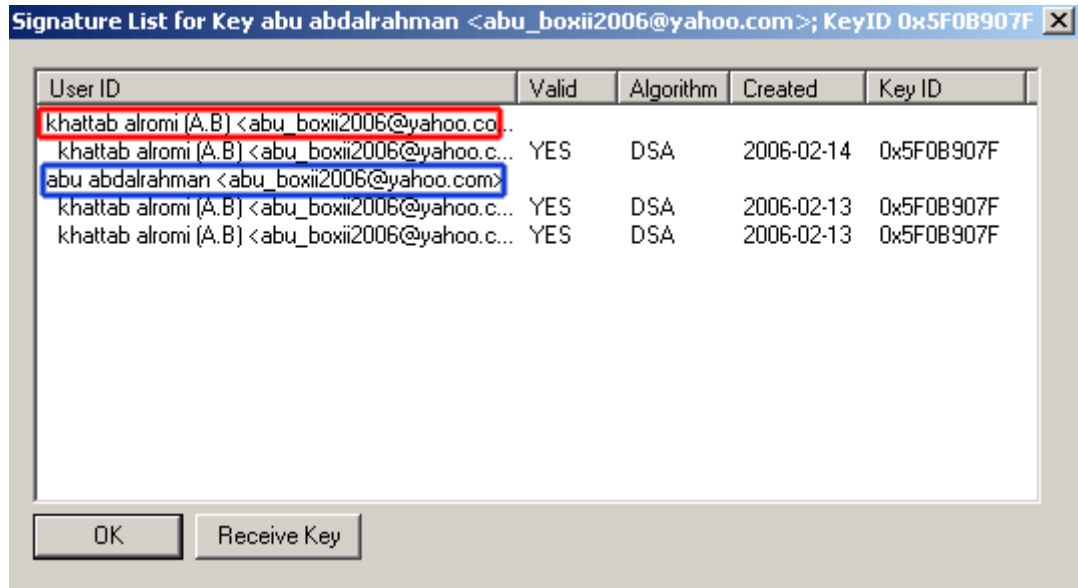 Signature List for Key abu abdalrahman <abu_boxii2006@yahoo.com>; KeyID 0x5F0B907F
User ID Valid Algorithm Created Key ID
khattab alromi (A.B) <abu_boxii2006@yahoo.co...
khattab alromi (A.B) <abu_boxii2006@yahoo.c... YES DSA 2006-02-14 0x5F0B907F
abu abdalrahman <abu_boxii2006@yahoo.com>
khattab alromi (A.B) <abu_boxii2006@yahoo.c... YES DSA 2006-02-13 0x5F0B907F
khattab alromi (A.B) <abu_boxii2006@yahoo.c... YES DSA 2006-02-13 0x5F0B907F
OK Receive Key